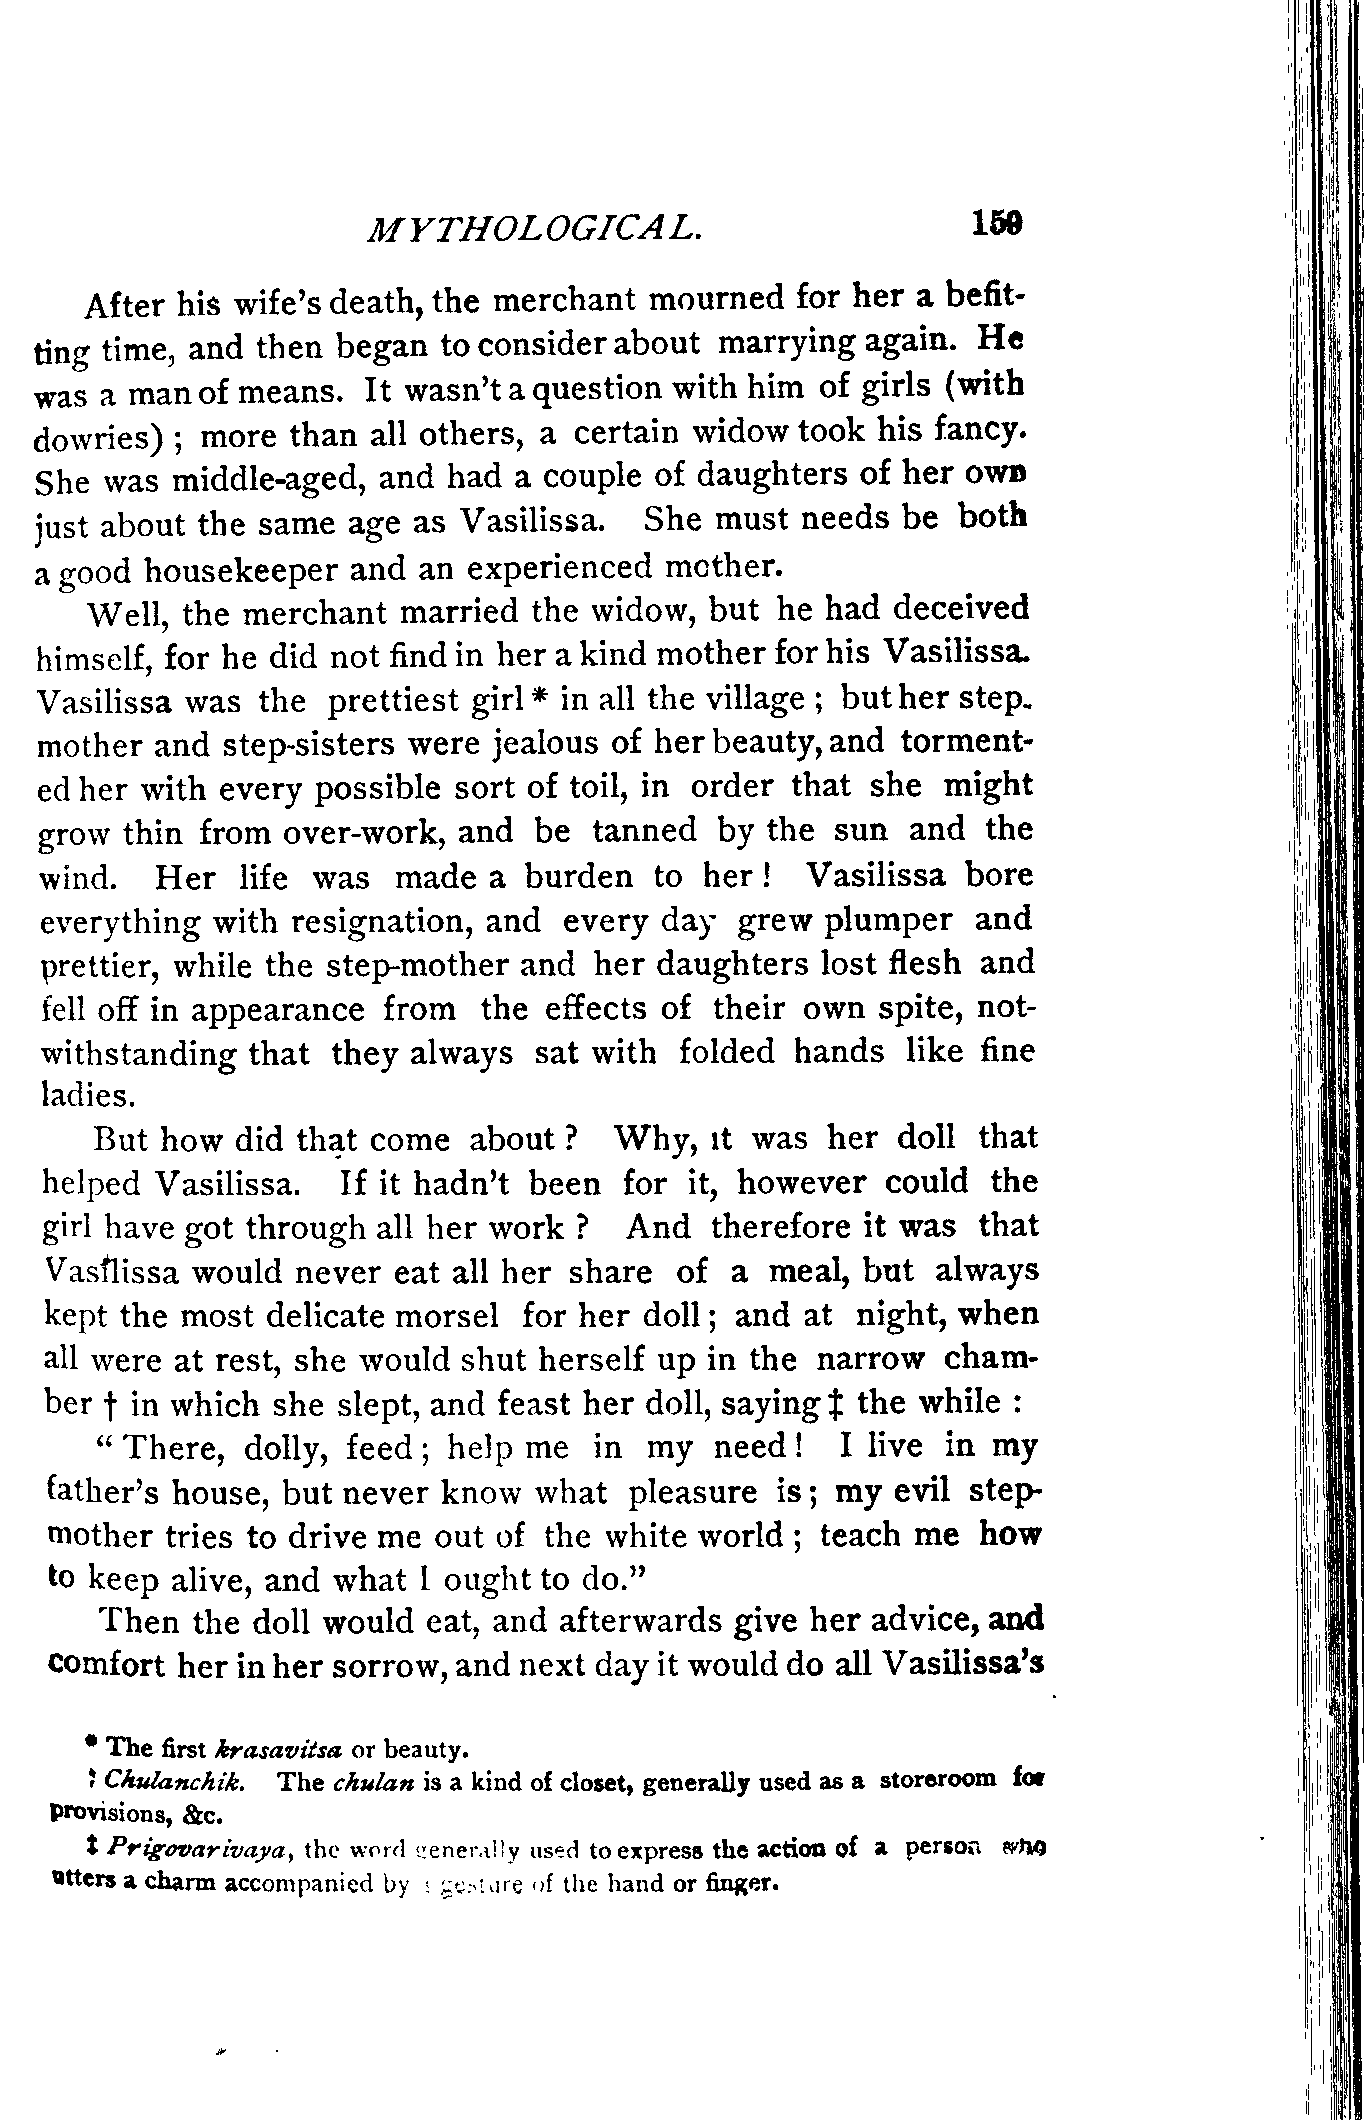 MYTHOLOGICAL. 159
After his wife's death, the merchant mourned for her a befit-
ting time, and then began to consider about marrying again. He
was a man of means. It wasn't a question with him of girls (with
dowries) ; more than all others, a certain widow took his fancy.
She was middle-aged, and had a couple of daughters of her own
just about the same age as Vasilissa. She must needs be both
a good housekeeper and an experienced mother.
Well, the merchant married the widow, but he had deceived
himself, for he did not find in her a kind mother for his Vasilissa.
Vasilissa was the prettiest girl * in all the village ; but her step-
mother and step-sisters were jealous of her beauty, and torment-
ed her with every possible sort of toil, in order that she might
grow thin from over-work, and be tanned by the sun and the
wind. Her life was made a burden to her ! Vasilissa bore
everything with resignation, and every day grew plumper and
prettier, while the step-mother and her daughters lost flesh and
fell off in appearance from the effects of their own spite, not-
withstanding that they always sat with folded hands like fine
ladies.
But how did that come about ? Why, it was her doll that
helped Vasilissa. If it hadn't been for it, however could the
girl have got through all her work ? And therefore it was that
Vasilissa would never eat all her share of a meal, but always
kept the most delicate morsel for her doll ; and at night, when
all were at rest, she would shut herself up in the narrow cham-
ber † in which she slept, and feast her doll, saying ‡ the while :
" There, dolly, feed ; help me in my need ! I live in my
father's house, but never know what pleasure is ; my evil step-
mother tries to drive me out of the white world ; teach me how
to keep alive, and what I ought to do."
Then the doll would eat, and afterwards give her advice, and
comfort her in her sorrow, and next day it would do all Vasilissa's
* The first krasavitsa or beauty.
† Chulanchik. The chulan is a kind of closet, generally used as a storeroom for
provisions, &c.
‡ Prigovarivaya, the word generally used to express the action of a person who
utters a charm accompanied by a gesture of the hand or finger.